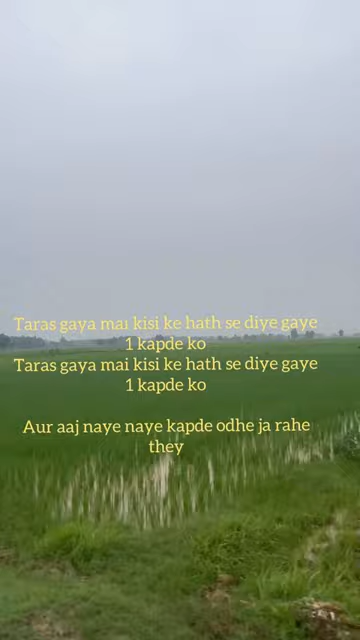 Taras gaya mai kisi ke hath se diye gaye
1 kapde ko
Taras gaya mai kisi ke hath se diye gaye
1 kapde ko
Aur aaj naye naye kapde odhe ja rahe
they